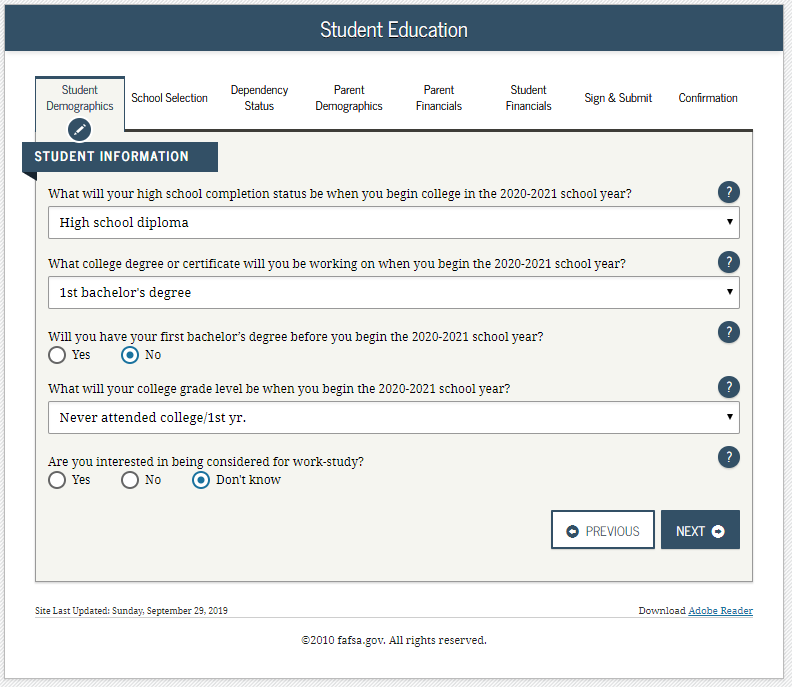 Student Education
Student
Demographics
School Selection
Dependency
Status
Parent
Demographics
Parent
Financials
Student
Financials
Sign & Submit
Confirmation
STUDENT INFORMATION
What will your high school completion status be when you begin college in the 2020-2021 school year?
?
High school diploma
What college degree or certificate will you be working on when you begin the 2020-2021 school year?
?
1st bachelor's degree
Will you have your first bachelor's degree before you begin the 2020-2021 school year?
?
Yes No
What will your college grade level be when you begin the 2020-2021 school year?
?
Never attended college/1st yr.
Are you interested in being considered for work-study?
?
Yes No Don't know
PREVIOUS NEXT
Site Last Updated: Sunday, September 29, 2019
Download Adobe Reader
©2010 fafsa.gov. All rights reserved.